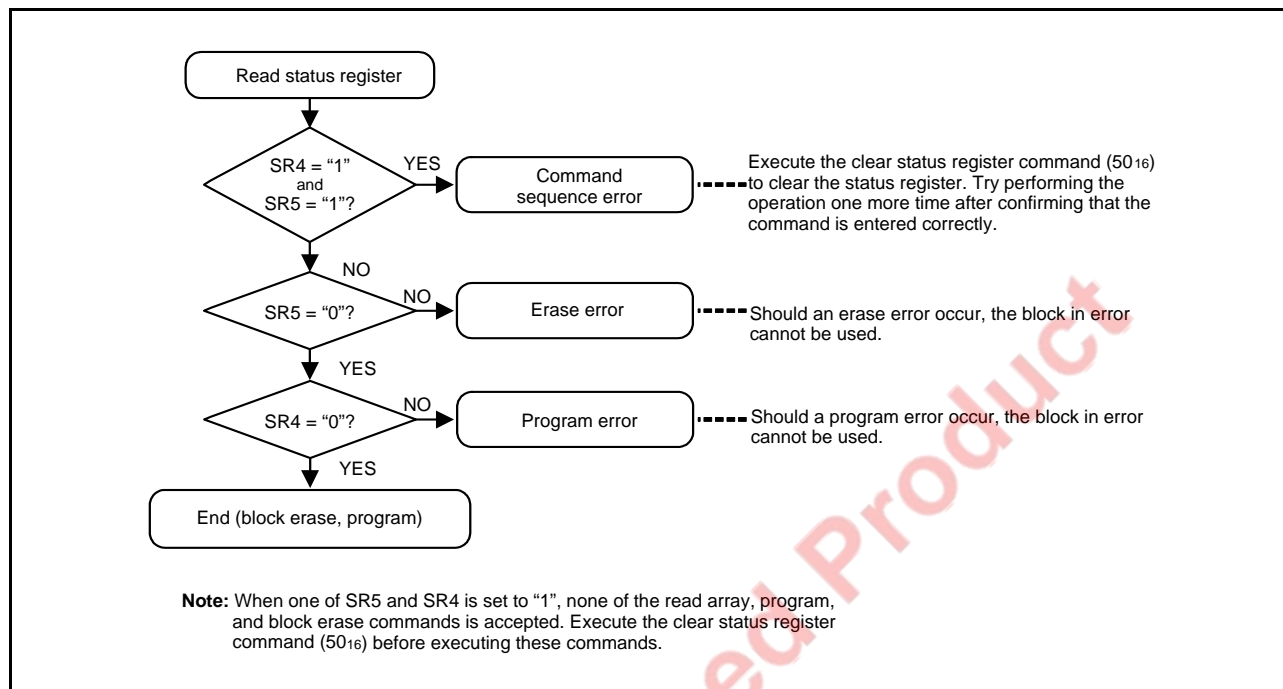 Read status register
SR4 = “1”
and
SR5 = “1”?
YES
Command
sequence error
Execute the clear status register command (50₁₆)
to clear the status register. Try performing the
operation one more time after confirming that the
command is entered correctly.
NO
SR5 = “0”?
NO
Erase error
Should an erase error occur, the block in error
cannot be used.
YES
SR4 = “0”?
NO
Program error
Should a program error occur, the block in error
cannot be used.
YES
End (block erase, program)
Note: When one of SR5 and SR4 is set to “1”, none of the read array, program,
and block erase commands is accepted. Execute the clear status register
command (50₁₆) before executing these commands.
ed Product